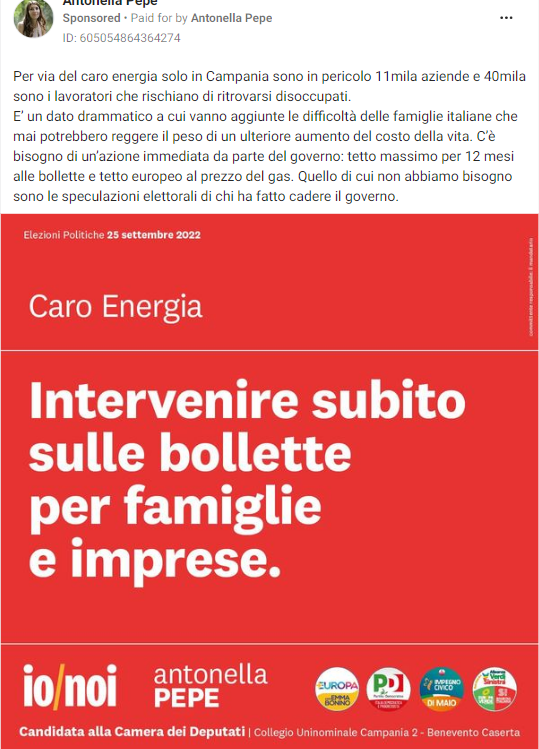 Antonella Pepe
Sponsored • Paid for by Antonella Pepe
ID: 605054864364274
Per via del caro energia solo in Campania sono in pericolo 11mila aziende e 40mila
sono i lavoratori che rischiano di ritrovarsi disoccupati.
E' un dato drammatico a cui vanno aggiunte le difficoltà delle famiglie italiane che
mai potrebbero reggere il peso di un ulteriore aumento del costo della vita. C'è
bisogno di un'azione immediata da parte del governo: tetto massimo per 12 mesi
alle bollette e tetto europeo al prezzo del gas. Quello di cui non abbiamo bisogno
sono le speculazioni elettorali di chi ha fatto cadere il governo.
Elezioni Politiche 25 settembre 2022
committente responsabile: il mandatario
Caro Energia
Intervenire subito
sulle bollette
per famiglie
e imprese.
io/noi
antonella
PEPE
EUROPA
EMMA
BONINO
PD
Partito Democratico
IMPEGNO
CIVICO
DI MAIO
Alleanza
Verdi
Sinistra
SI
Candidata alla Camera dei Deputati | Collegio Uninominale Campania 2 - Benevento Caserta